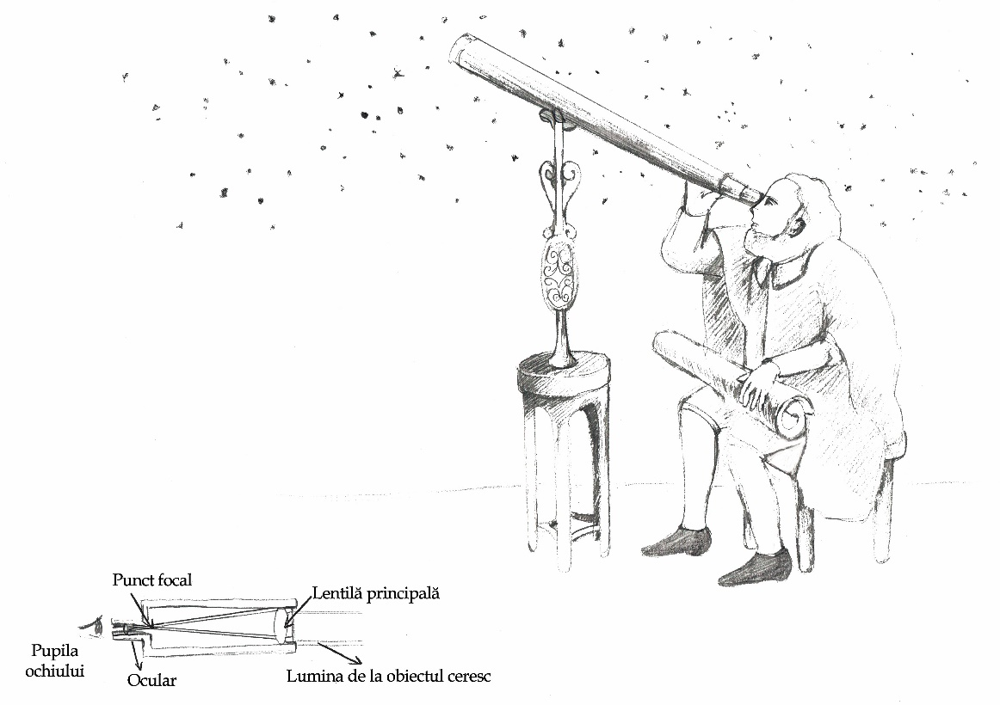 Punct focal
Lentilă principală
Pupila
ochiului
Ocular
Lumina de la obiectul ceresc